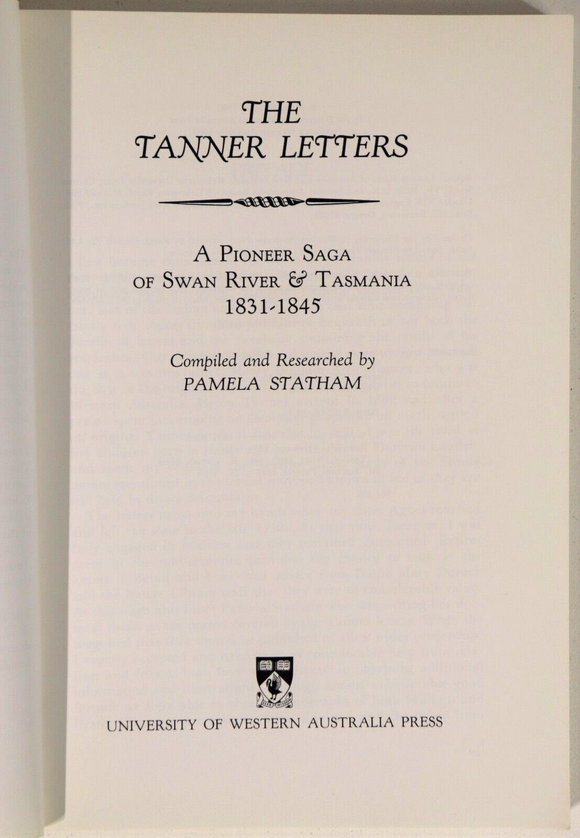 THE
TANNER LETTERS
A PIONEER SAGA
OF SWAN RIVER & TASMANIA
1831-1845
Compiled and Researched by
PAMELA STATHAM
UNIVERSITY OF WESTERN AUSTRALIA PRESS